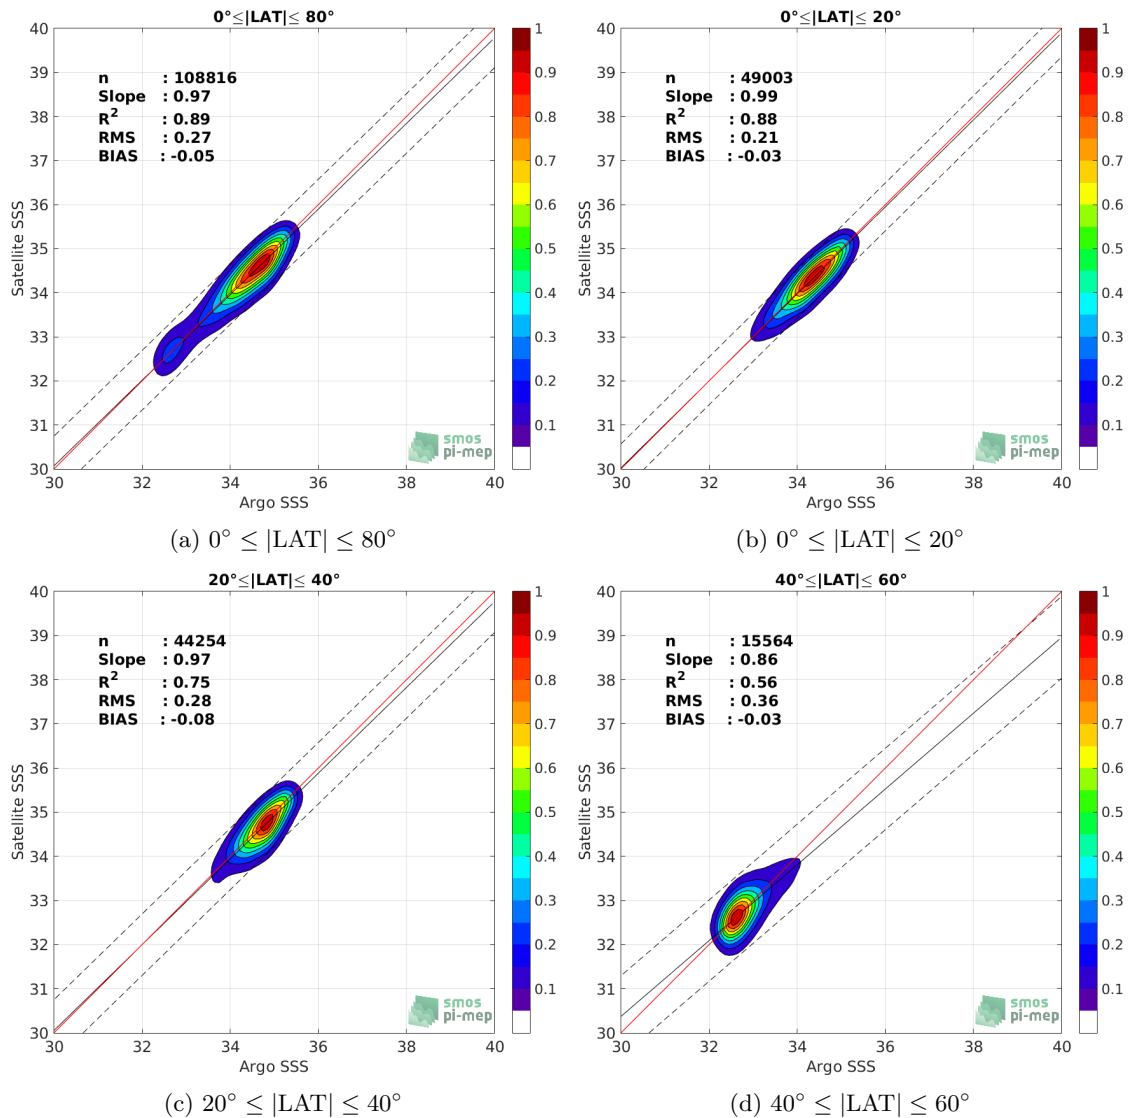 0°≤|LAT|≤ 80°
n : 108816
Slope : 0.97
R² : 0.89
RMS : 0.27
BIAS : -0.05
40
39
38
37
36
35
34
33
32
31
30
Satellite SSS
30 32 34 36 38 40
Argo SSS
1
0.9
0.8
0.7
0.6
0.5
0.4
0.3
0.2
0.1
smos
pi-mep
(a) 0° ≤ |LAT| ≤ 80°
0°≤|LAT|≤ 20°
n : 49003
Slope : 0.99
R² : 0.88
RMS : 0.21
BIAS : -0.03
40
39
38
37
36
35
34
33
32
31
30
Satellite SSS
30 32 34 36 38 40
Argo SSS
1
0.9
0.8
0.7
0.6
0.5
0.4
0.3
0.2
0.1
smos
pi-mep
(b) 0° ≤ |LAT| ≤ 20°
20°≤|LAT|≤ 40°
n : 44254
Slope : 0.97
R² : 0.75
RMS : 0.28
BIAS : -0.08
40
39
38
37
36
35
34
33
32
31
30
Satellite SSS
30 32 34 36 38 40
Argo SSS
1
0.9
0.8
0.7
0.6
0.5
0.4
0.3
0.2
0.1
smos
pi-mep
(c) 20° ≤ |LAT| ≤ 40°
40°≤|LAT|≤ 60°
n : 15564
Slope : 0.86
R² : 0.56
RMS : 0.36
BIAS : -0.03
40
39
38
37
36
35
34
33
32
31
30
Satellite SSS
30 32 34 36 38 40
Argo SSS
1
0.9
0.8
0.7
0.6
0.5
0.4
0.3
0.2
0.1
smos
pi-mep
(d) 40° ≤ |LAT| ≤ 60°